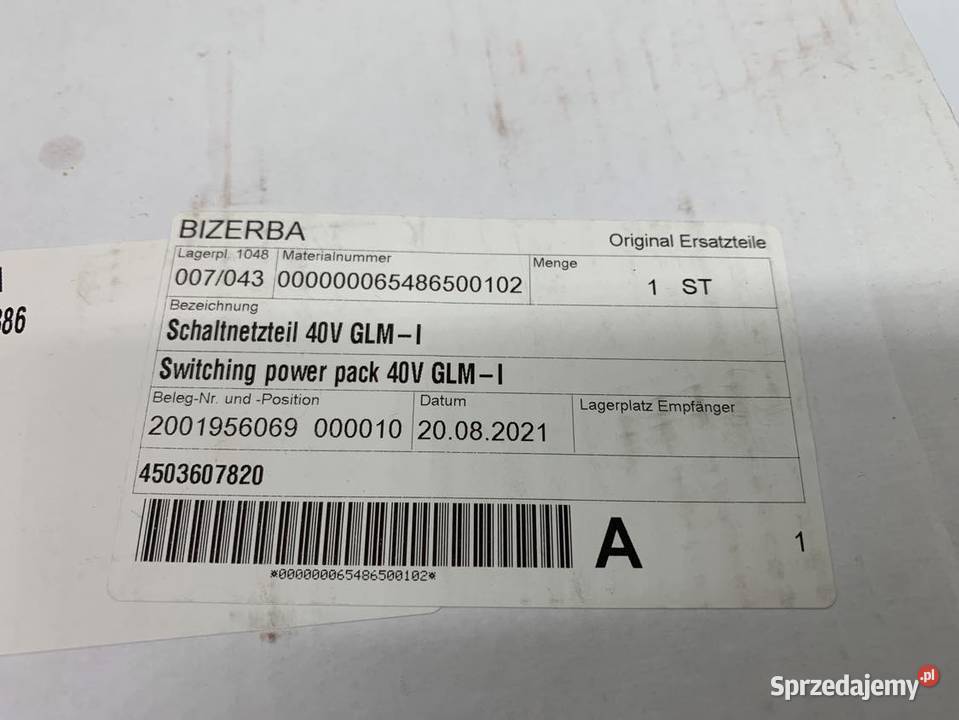 BIZERBA
Original Ersatzteile
Lagerpl. 1048 Materialnummer Menge
007/043 000000065486500102 1 ST
Bezeichnung
Schaltnetzteil 40V GLM-I
Switching power pack 40V GLM-I
Beleg-Nr. und -Position Datum Lagerplatz Empfänger
2001956069 000010 20.08.2021
4503607820
A 1
*000000065486500102*
Sprzedajemy.pl